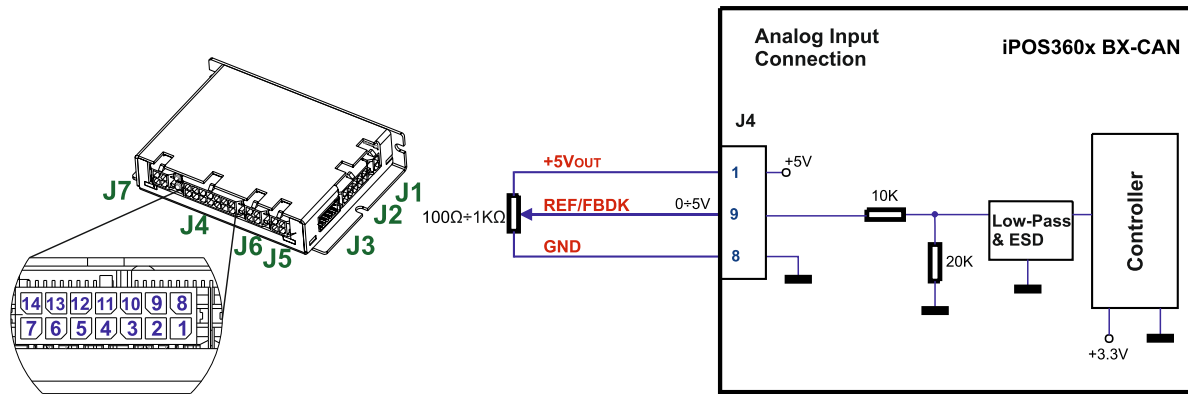 Analog Input
Connection
iPOS360x BX-CAN
J4
+5VOUT
1
+5V
REF/FBDK
0÷5V
9
100Ω÷1KΩ
GND
8
10K
20K
Low-Pass
& ESD
Controller
+3.3V
J7
J4
J6
J5
J3
J2
J1
14 13 12 11 10 9 8
7 6 5 4 3 2 1